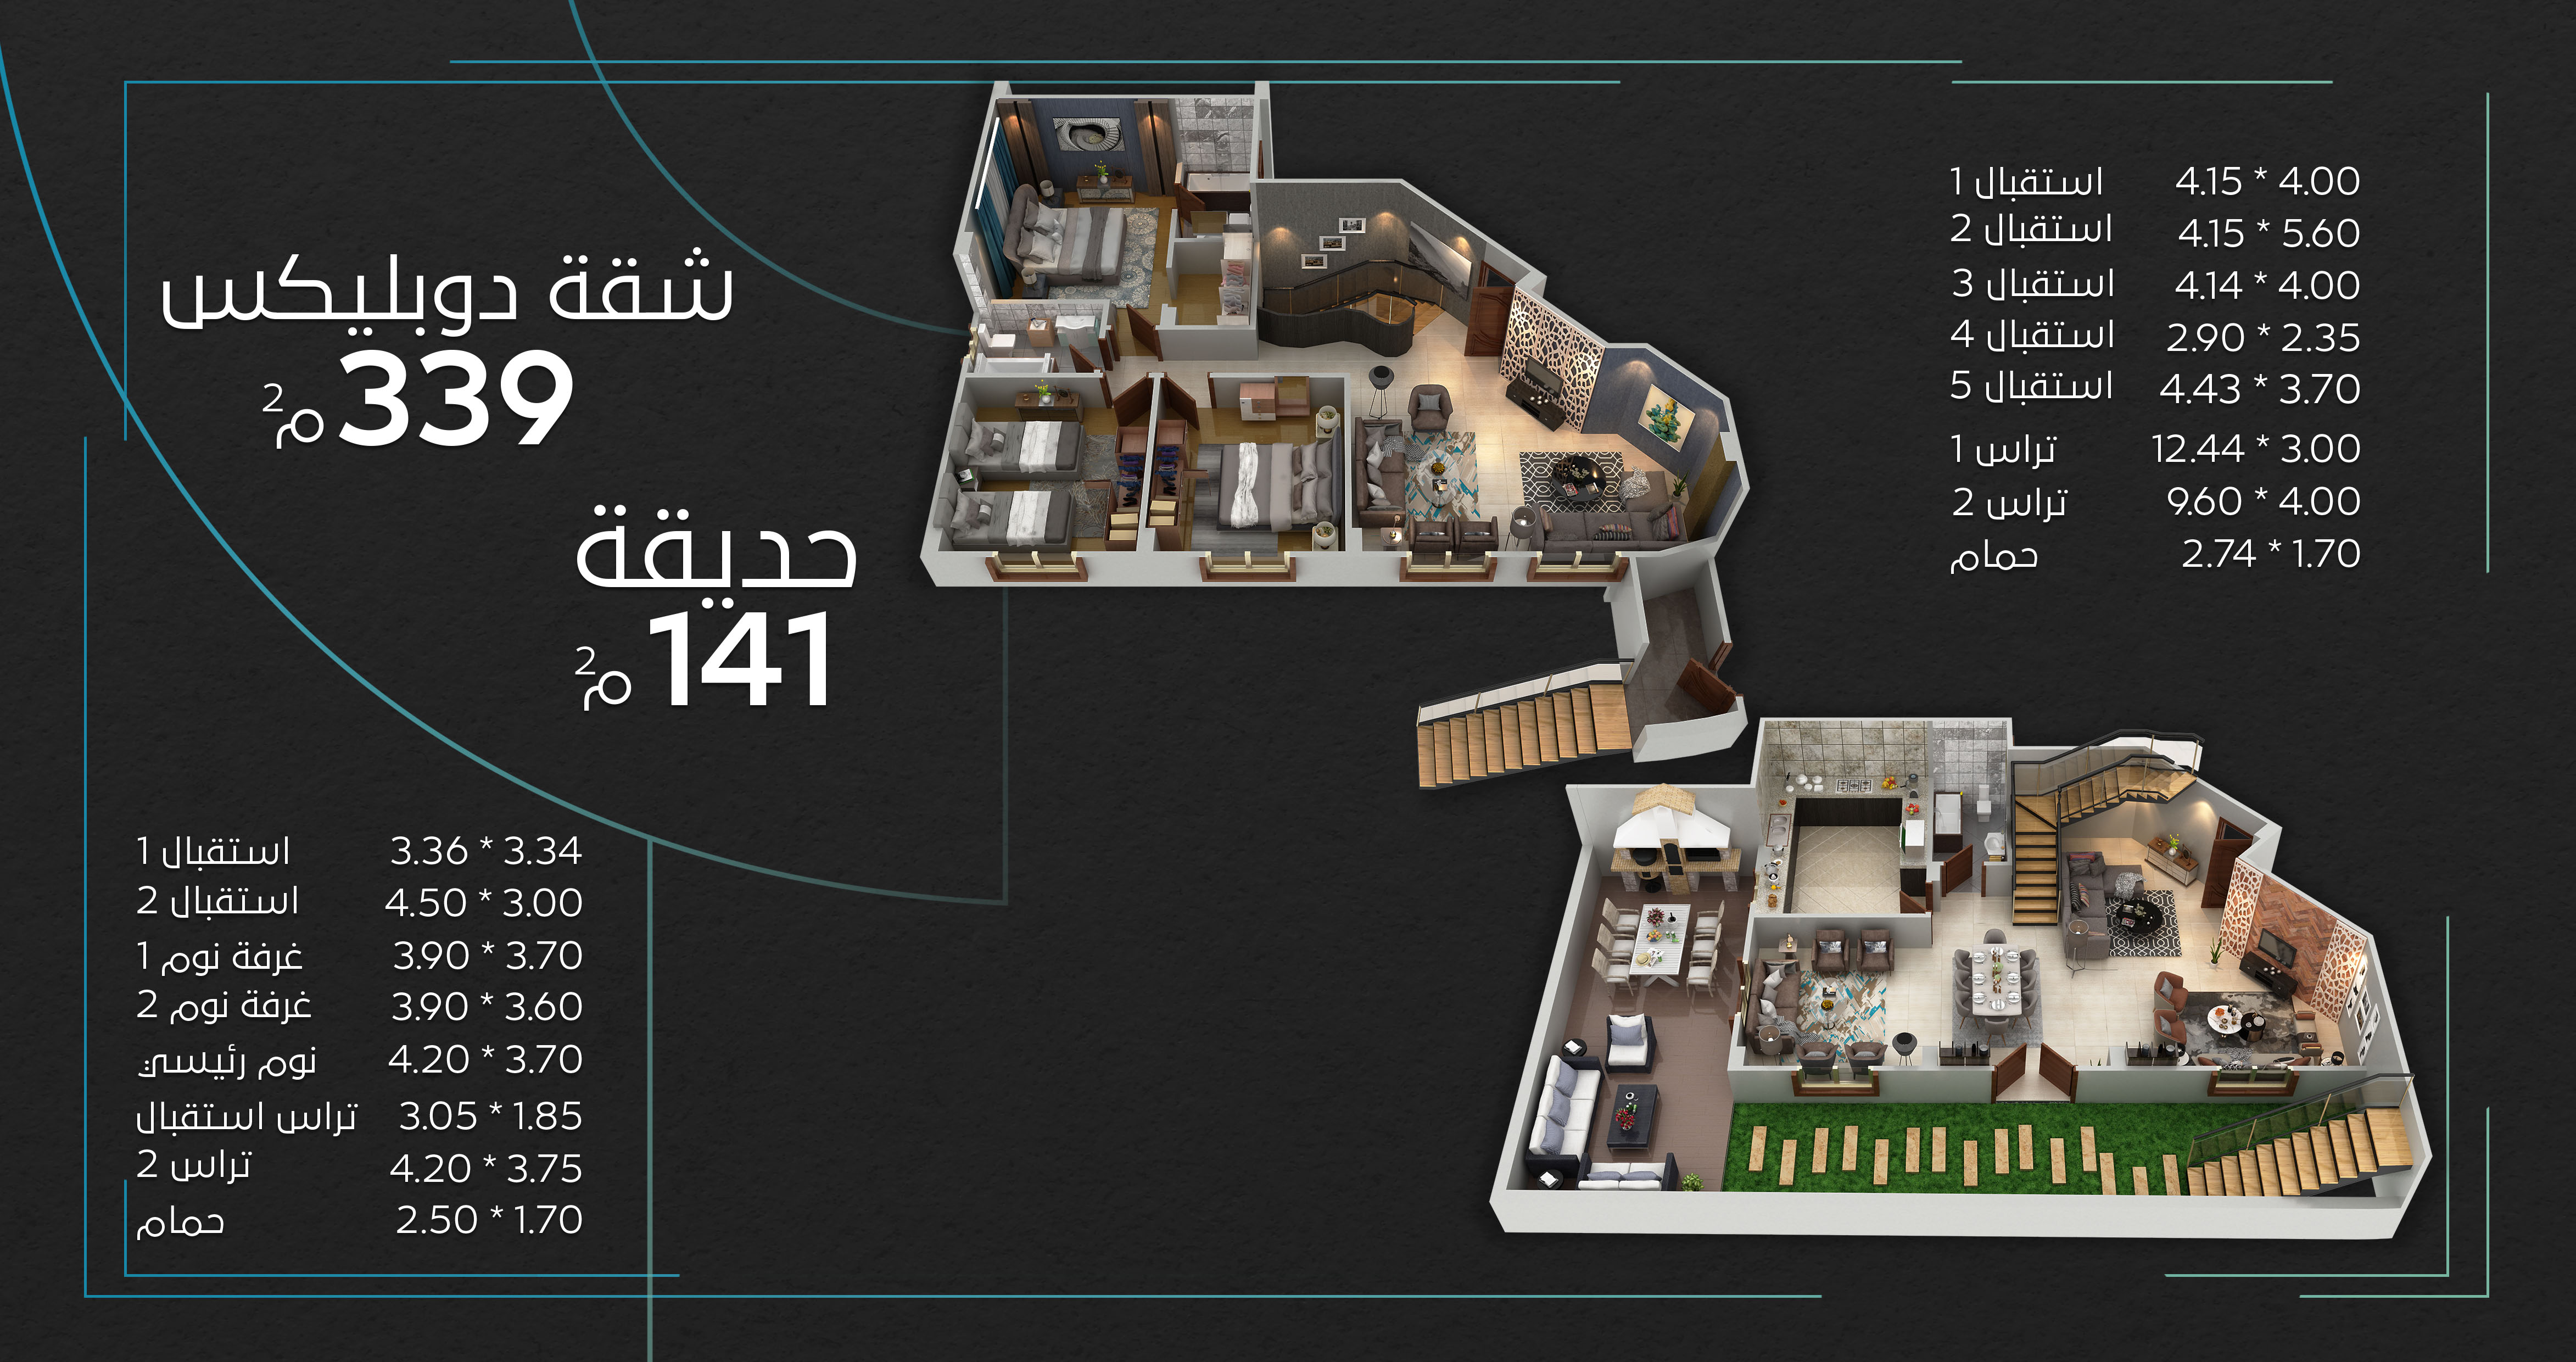 شقة دوبليكس
339 م2
حديقة
141 م2
استقبال 1 4.15 * 4.00
استقبال 2 4.15 * 5.60
استقبال 3 4.14 * 4.00
استقبال 4 2.90 * 2.35
استقبال 5 4.43 * 3.70
تراس 1 12.44 * 3.00
تراس 2 9.60 * 4.00
حمام 2.74 * 1.70
استقبال 1 3.36 * 3.34
استقبال 2 4.50 * 3.00
غرفة نوم 1 3.90 * 3.70
غرفة نوم 2 3.90 * 3.60
نوم رئيسي 4.20 * 3.70
تراس استقبال 3.05 * 1.85
تراس 2 4.20 * 3.75
حمام 2.50 * 1.70